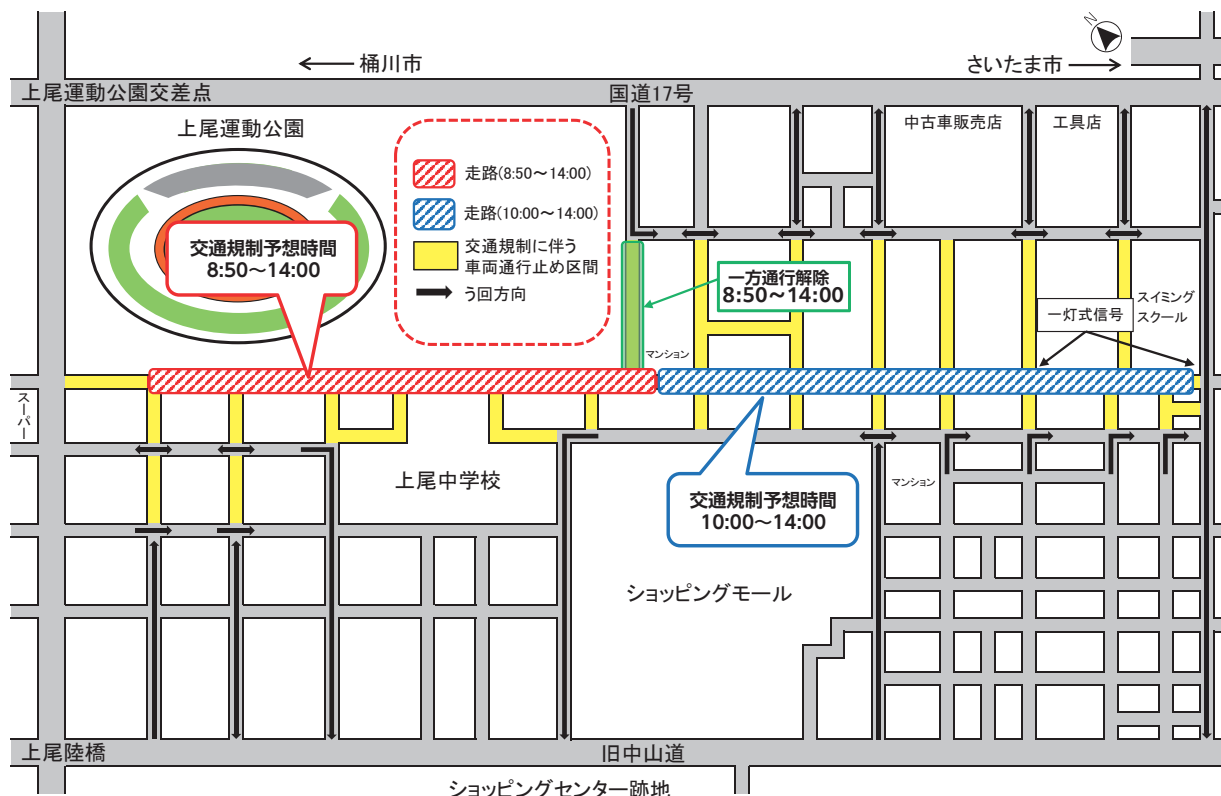 N
桶川市
さいたま市
上尾運動公園交差点
国道17号
上尾運動公園
中古車販売店
工具店
走路(8:50～14:00)
走路(10:00～14:00)
交通規制に伴う
車両通行止め区間
う回方向
交通規制予想時間
8:50～14:00
一方通行解除
8:50～14:00
スイミング
スクール
一灯式信号
マンション
スーパー
上尾中学校
マンション
交通規制予想時間
10:00～14:00
ショッピングモール
上尾陸橋
旧中山道
ショッピングセンター跡地